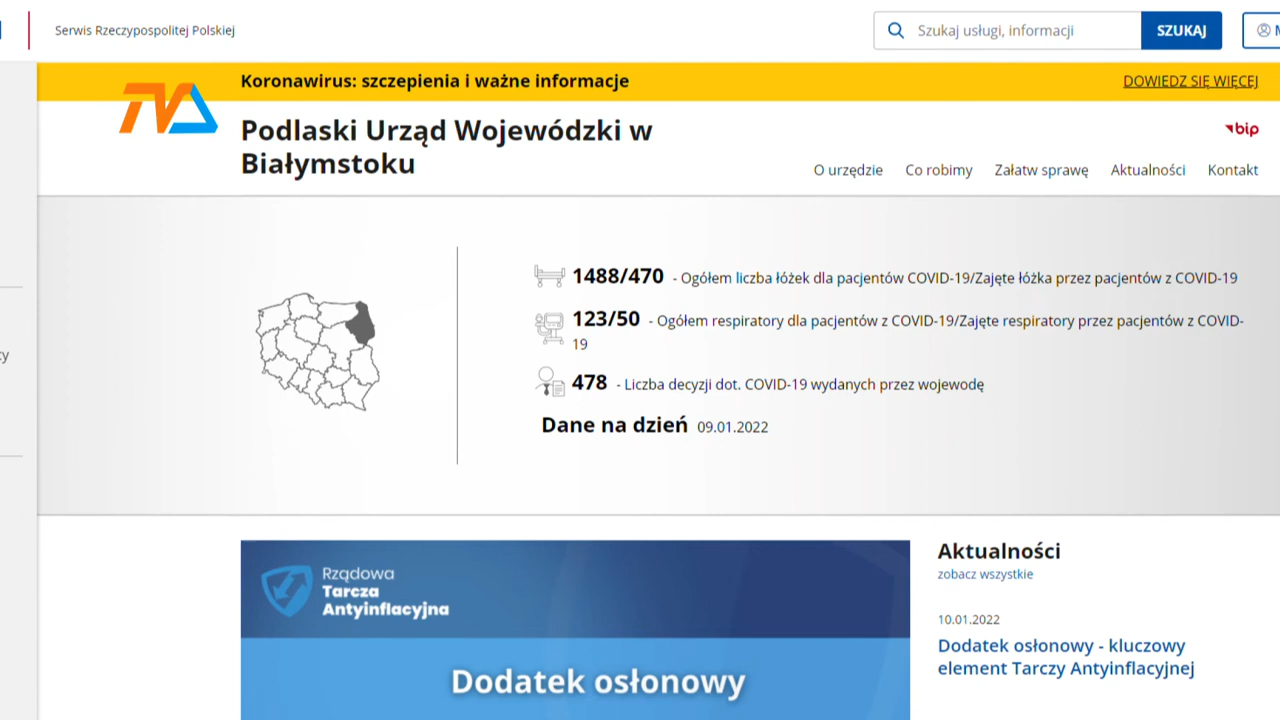 Serwis Rzeczypospolitej Polskiej
Szukaj usługi, informacji
SZUKAJ
Koronawirus: szczepienia i ważne informacje
DOWIEDZ SIĘ WIĘCEJ
TVA
Podlaski Urząd Wojewódzki w
Białymstoku
bip
O urzędzie
Co robimy
Załatw sprawę
Aktualności
Kontakt
1488/470 - Ogółem liczba łóżek dla pacjentów COVID-19/Zajęte łóżka przez pacjentów z COVID-19
123/50 - Ogółem respiratory dla pacjentów z COVID-19/Zajęte respiratory przez pacjentów z COVID-
19
478 - Liczba decyzji dot. COVID-19 wydanych przez wojewodę
Dane na dzień 09.01.2022
Rządowa
Tarcza
Antyinflacyjna
Dodatek osłonowy
Aktualności
zobacz wszystkie
10.01.2022
Dodatek osłonowy - kluczowy
element Tarczy Antyinflacyjnej